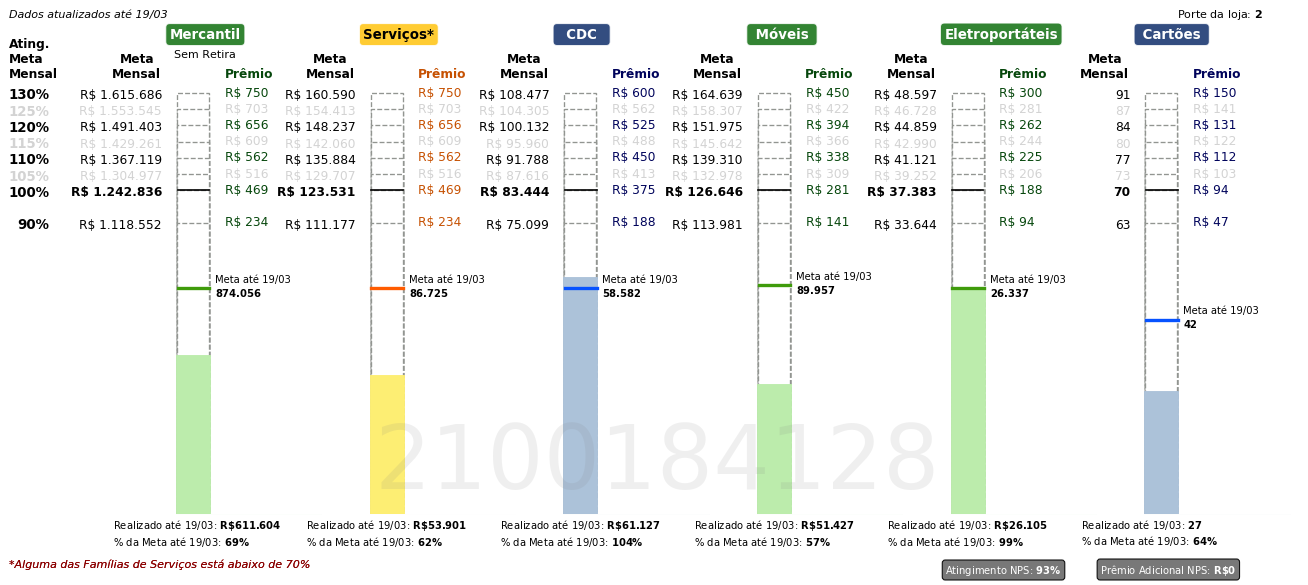 Dados atualizados até 19/03
Porte da loja: 2
Mercantil Serviços* CDC Móveis Eletroportáteis Cartões
Sem Retira
Ating. Meta Mensal
Meta Mensal Prêmio Meta Mensal Prêmio Meta Mensal Prêmio Meta Mensal Prêmio Meta Mensal Prêmio Meta Mensal Prêmio
130% R$ 1.615.686 R$ 750 R$ 160.590 R$ 750 R$ 108.477 R$ 600 R$ 164.639 R$ 450 R$ 48.597 R$ 300 91 R$ 150
125% R$ 1.553.545 R$ 703 R$ 154.413 R$ 703 R$ 104.305 R$ 562 R$ 158.307 R$ 422 R$ 46.728 R$ 281 87 R$ 141
120% R$ 1.491.403 R$ 656 R$ 148.237 R$ 656 R$ 100.132 R$ 525 R$ 151.975 R$ 394 R$ 44.859 R$ 262 84 R$ 131
115% R$ 1.429.261 R$ 609 R$ 142.060 R$ 609 R$ 95.960 R$ 488 R$ 145.642 R$ 366 R$ 42.990 R$ 244 80 R$ 122
110% R$ 1.367.119 R$ 562 R$ 135.884 R$ 562 R$ 91.788 R$ 450 R$ 139.310 R$ 338 R$ 41.121 R$ 225 77 R$ 112
105% R$ 1.304.977 R$ 516 R$ 129.707 R$ 516 R$ 87.616 R$ 413 R$ 132.978 R$ 309 R$ 39.252 R$ 206 73 R$ 103
100% R$ 1.242.836 R$ 469 R$ 123.531 R$ 469 R$ 83.444 R$ 375 R$ 126.646 R$ 281 R$ 37.383 R$ 188 70 R$ 94
90% R$ 1.118.552 R$ 234 R$ 111.177 R$ 234 R$ 75.099 R$ 188 R$ 113.981 R$ 141 R$ 33.644 R$ 94 63 R$ 47
Meta até 19/03 Meta até 19/03 Meta até 19/03 Meta até 19/03 Meta até 19/03 Meta até 19/03
874.056 86.725 58.582 89.957 26.337 42
2100184128
Realizado até 19/03: R$611.604 Realizado até 19/03: R$53.901 Realizado até 19/03: R$61.127 Realizado até 19/03: R$51.427 Realizado até 19/03: R$26.105 Realizado até 19/03: 27
% da Meta até 19/03: 69% % da Meta até 19/03: 62% % da Meta até 19/03: 104% % da Meta até 19/03: 57% % da Meta até 19/03: 99% % da Meta até 19/03: 64%
*Alguma das Famílias de Serviços está abaixo de 70%
Atingimento NPS: 93% Prêmio Adicional NPS: R$0